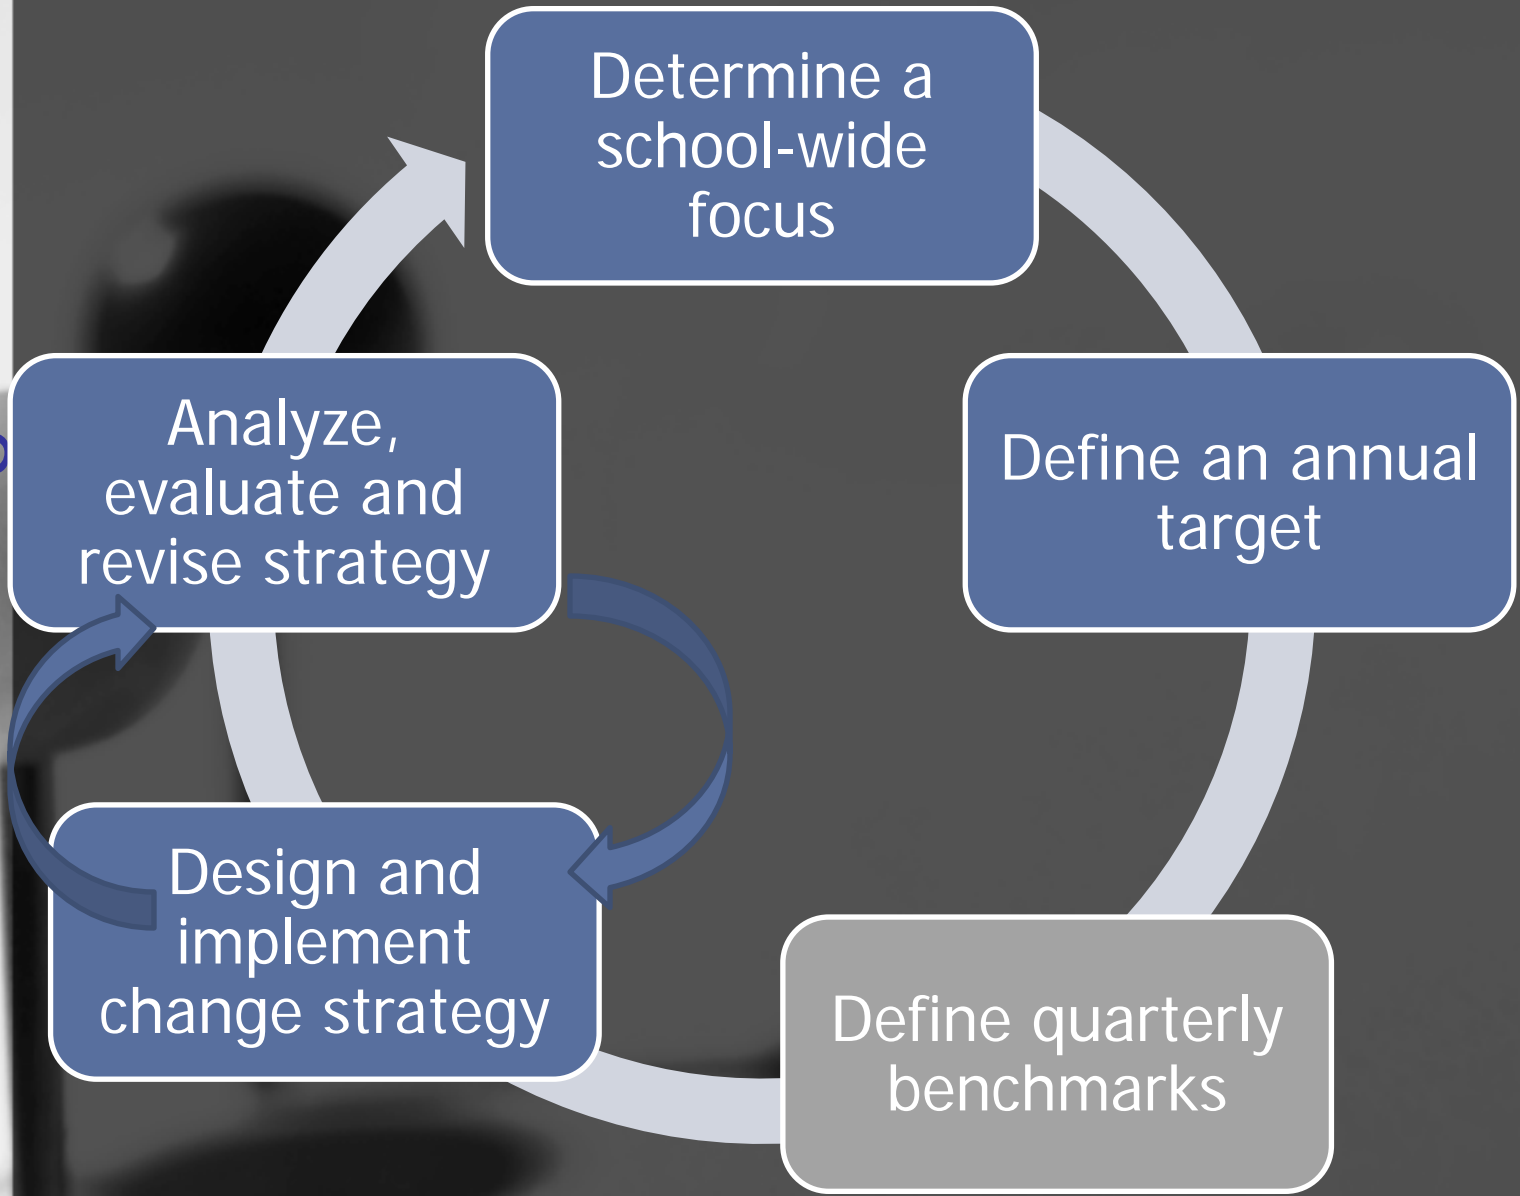 Determine a
school-wide
focus
Define an annual
target
Define quarterly
benchmarks
Design and
implement
change strategy
Analyze,
evaluate and
revise strategy